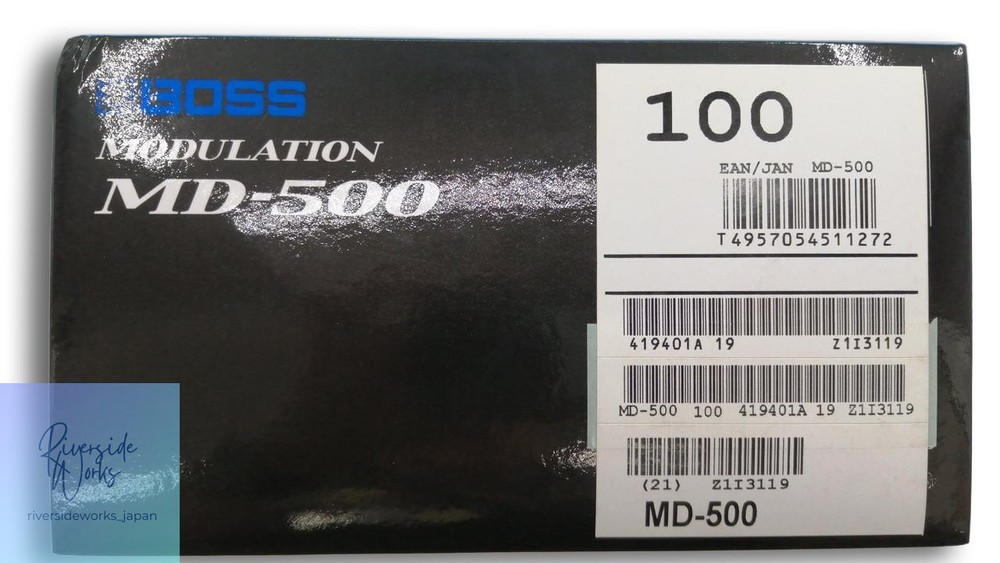 BOSS
MODULATION
MD-500
100
EAN/JAN MD-500
T4957054511272
419401A 19 Z1I3119
MD-500 100 419401A 19 Z1I3119
(21) Z1I3119
MD-500
Riverside
Works
riversideworks_japan